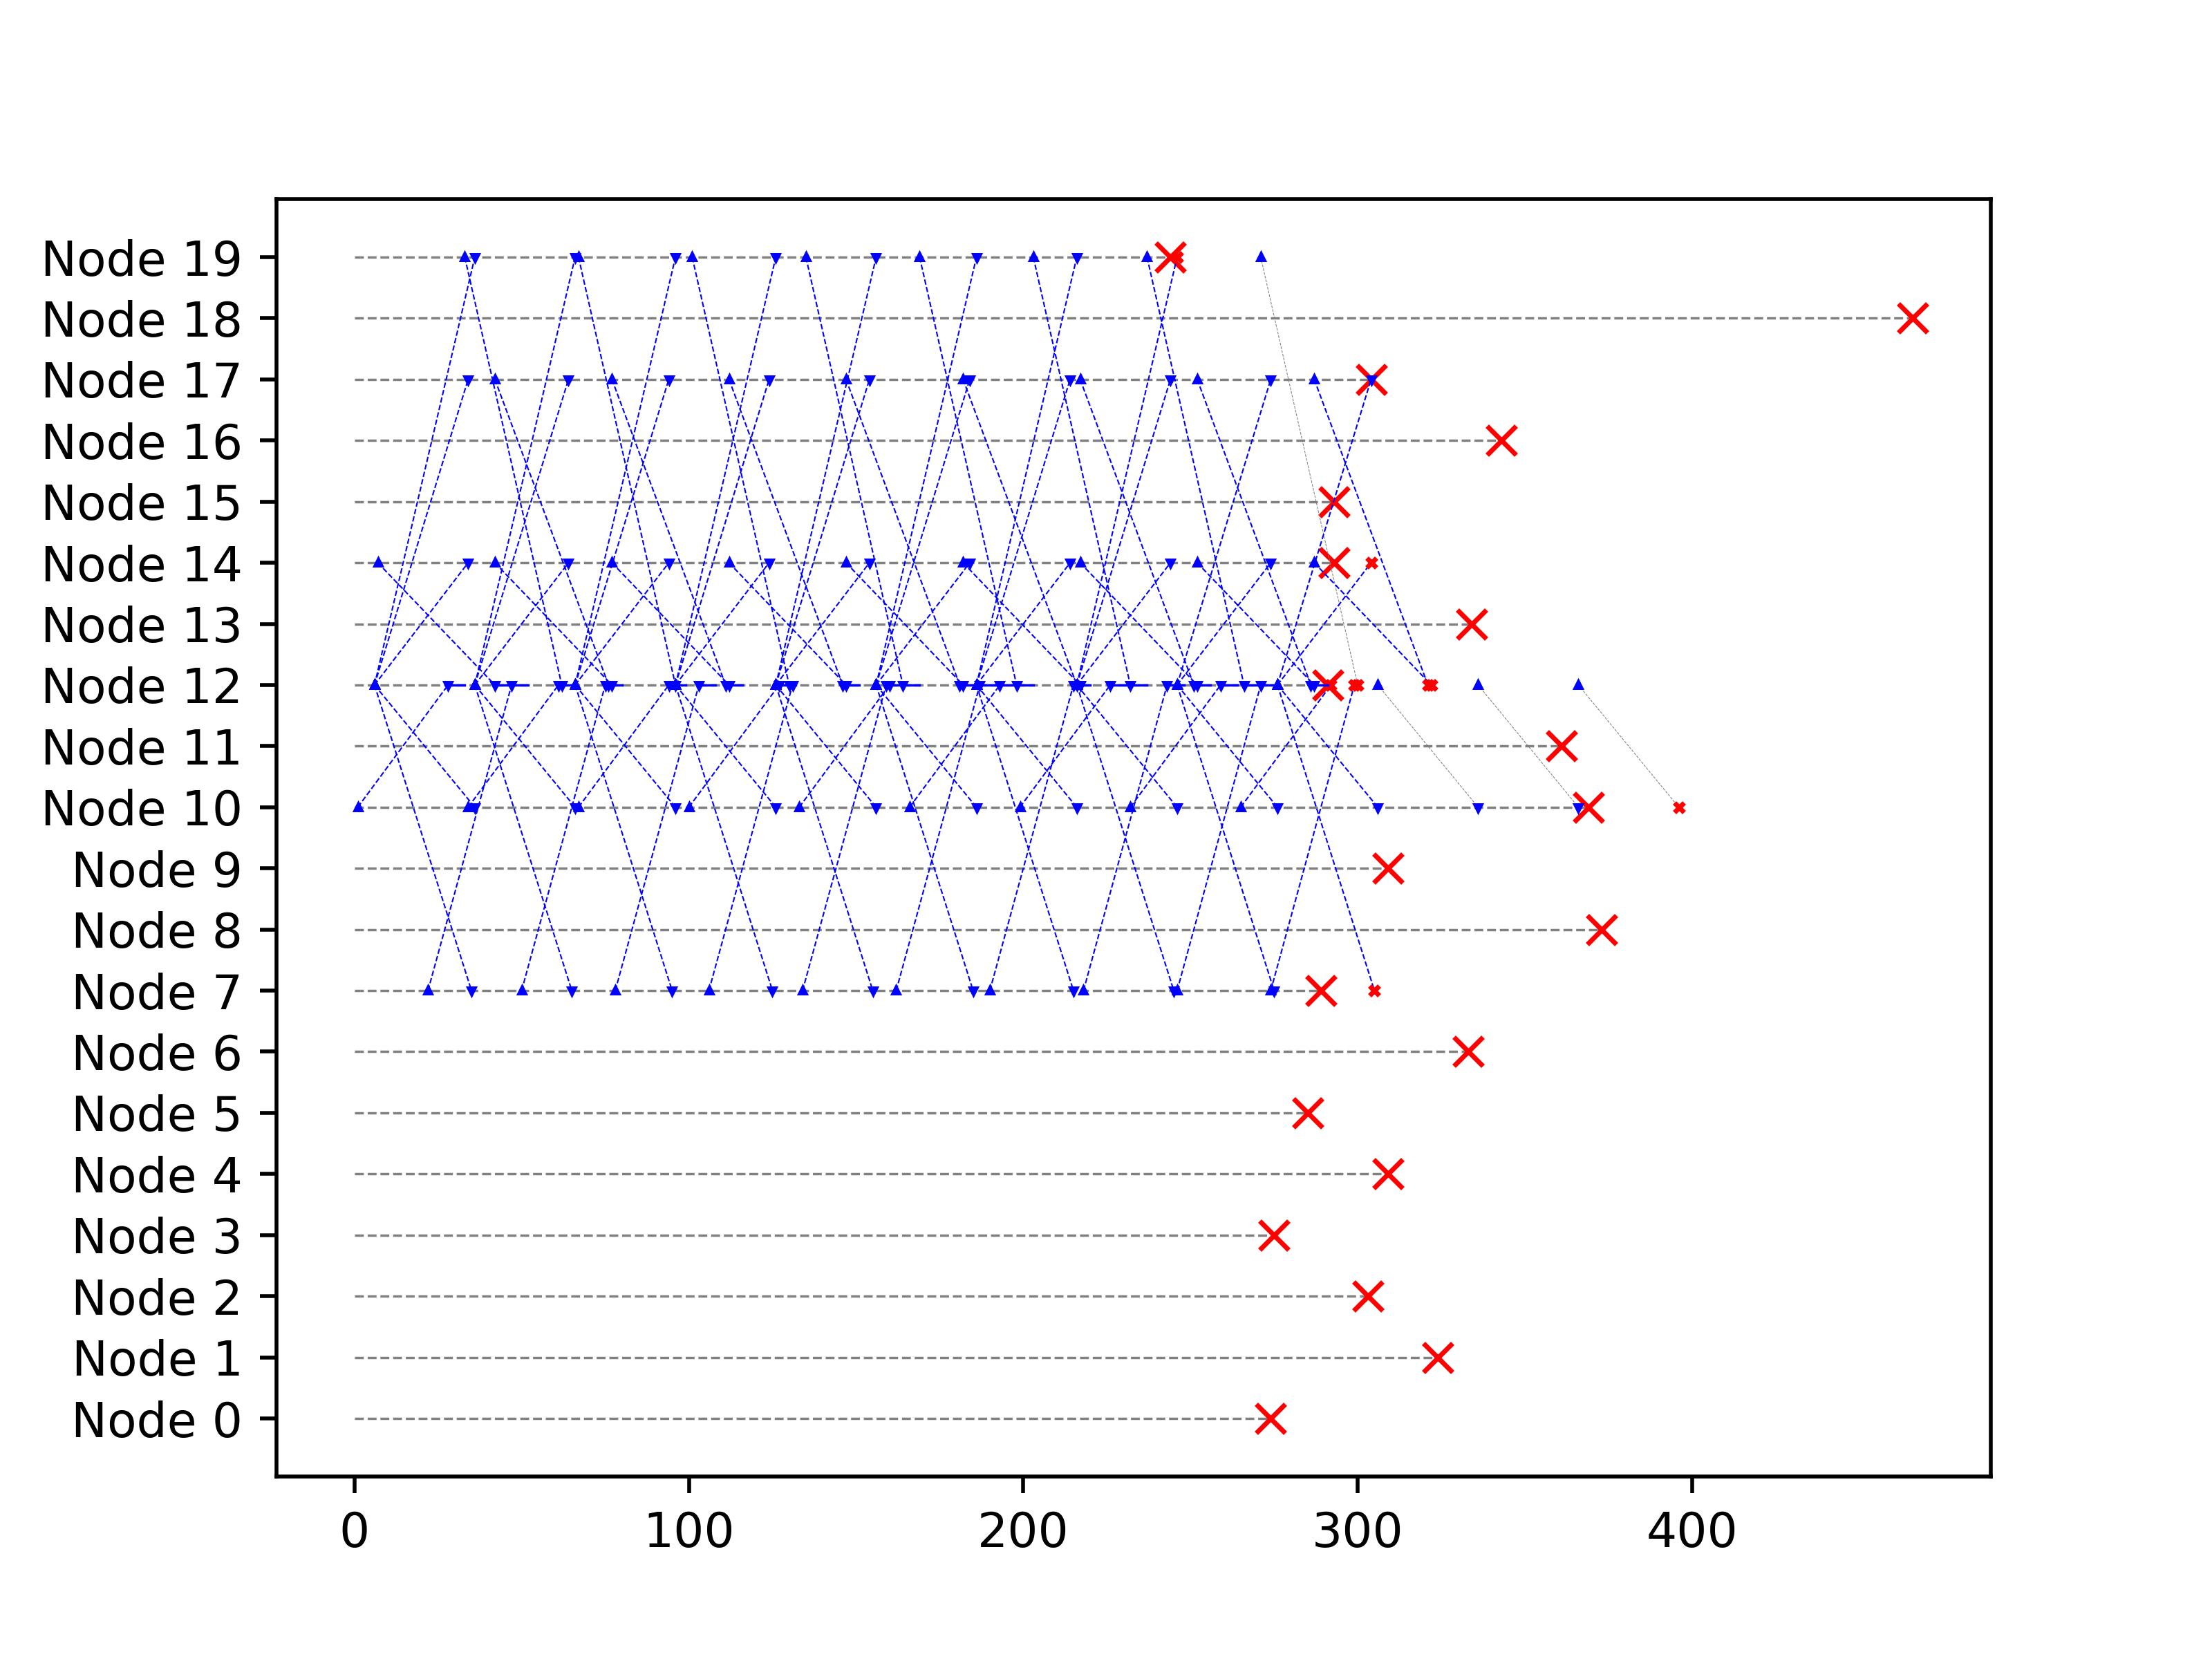 Node 19
Node 18
Node 17
Node 16
Node 15
Node 14
Node 13
Node 12
Node 11
Node 10
Node 9
Node 8
Node 7
Node 6
Node 5
Node 4
Node 3
Node 2
Node 1
Node 0
0 100 200 300 400